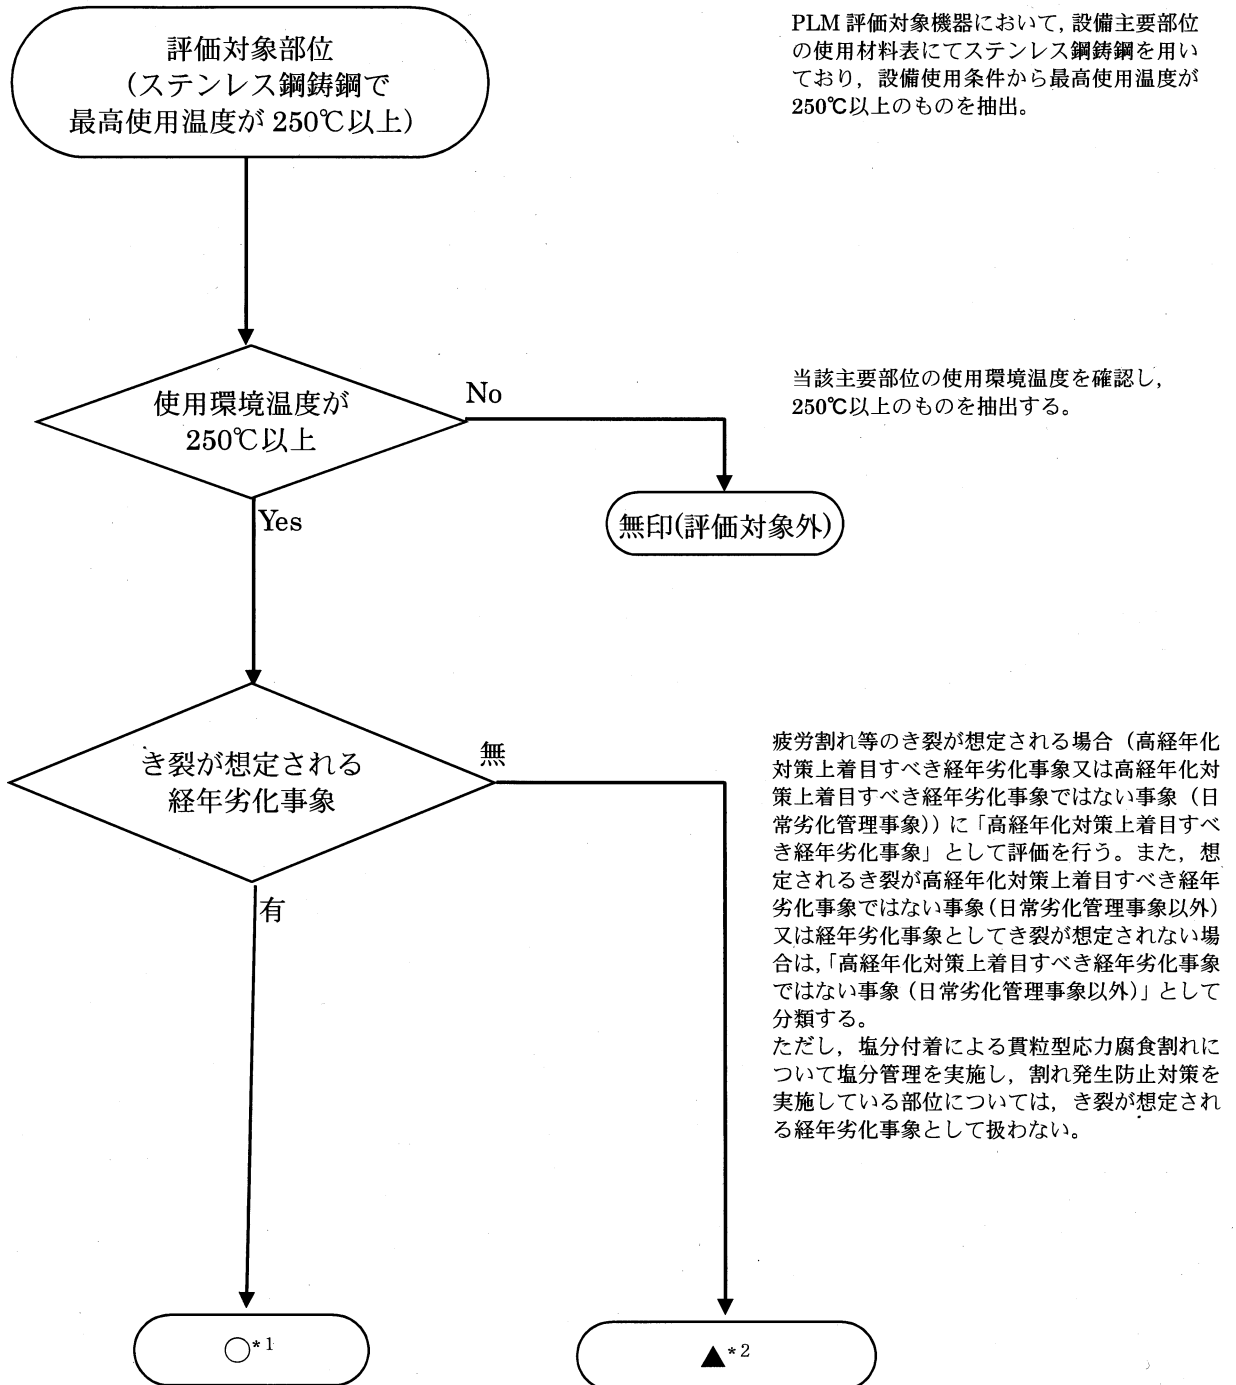 評価対象部位
（ステンレス鋼鋳鋼で
最高使用温度が 250℃以上）
PLM 評価対象機器において，設備主要部位
の使用材料表にてステンレス鋼鋳鋼を用い
ており，設備使用条件から最高使用温度が
250℃以上のものを抽出。
使用環境温度が
250℃以上
No
Yes
当該主要部位の使用環境温度を確認し，
250℃以上のものを抽出する。
無印(評価対象外)
き裂が想定される
経年劣化事象
無
有
疲労割れ等のき裂が想定される場合（高経年化
対策上着目すべき経年劣化事象又は高経年化対
策上着目すべき経年劣化事象ではない事象（日
常劣化管理事象））に「高経年化対策上着目すべ
き経年劣化事象」として評価を行う。また，想
定されるき裂が高経年化対策上着目すべき経年
劣化事象ではない事象（日常劣化管理事象以外）
又は経年劣化事象としてき裂が想定されない場
合は，「高経年化対策上着目すべき経年劣化事象
ではない事象（日常劣化管理事象以外）」として
分類する。
ただし，塩分付着による貫粒型応力腐食割れに
ついて塩分管理を実施し，割れ発生防止対策を
実施している部位については，き裂が想定され
る経年劣化事象として扱わない。
○*1
▲*2